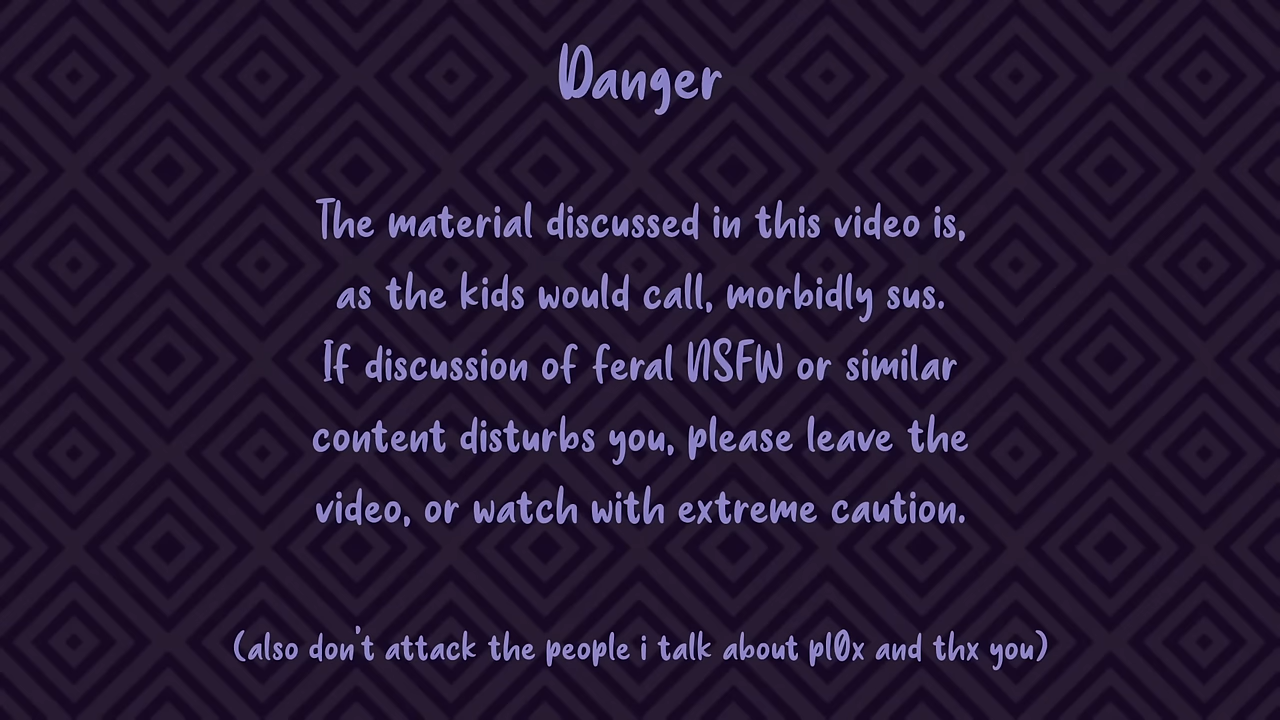 Danger
The material discussed in this video is,
as the kids would call, morbidly sus.
If discussion of feral NSFW or similar
content disturbs you, please leave the
video, or watch with extreme caution.
(also don't attack the people i talk about pl0x and thx you)